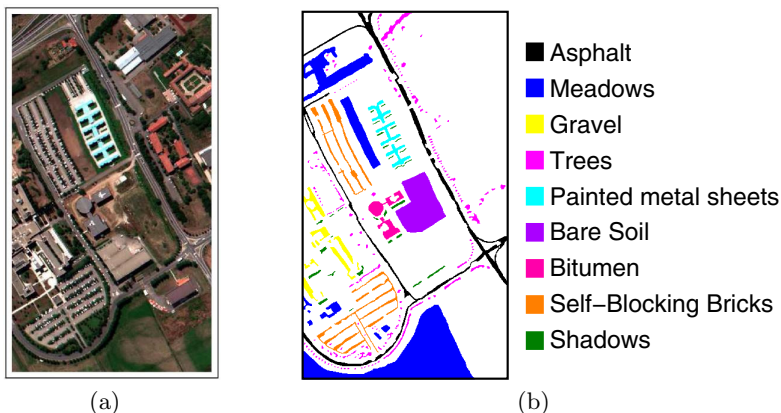 Asphalt
Meadows
Gravel
Trees
Painted metal sheets
Bare Soil
Bitumen
Self−Blocking Bricks
Shadows
(a)
(b)